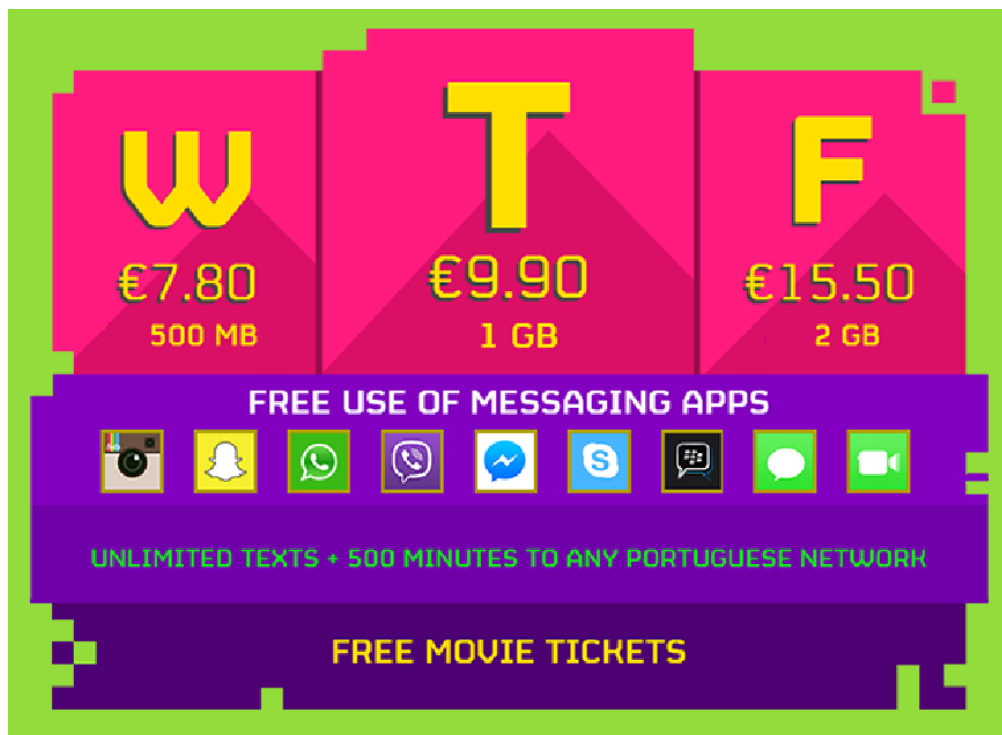 W
€7.80
500 MB
T
€9.90
1 GB
F
€15.50
2 GB
FREE USE OF MESSAGING APPS
UNLIMITED TEXTS + 500 MINUTES TO ANY PORTUGUESE NETWORK
FREE MOVIE TICKETS